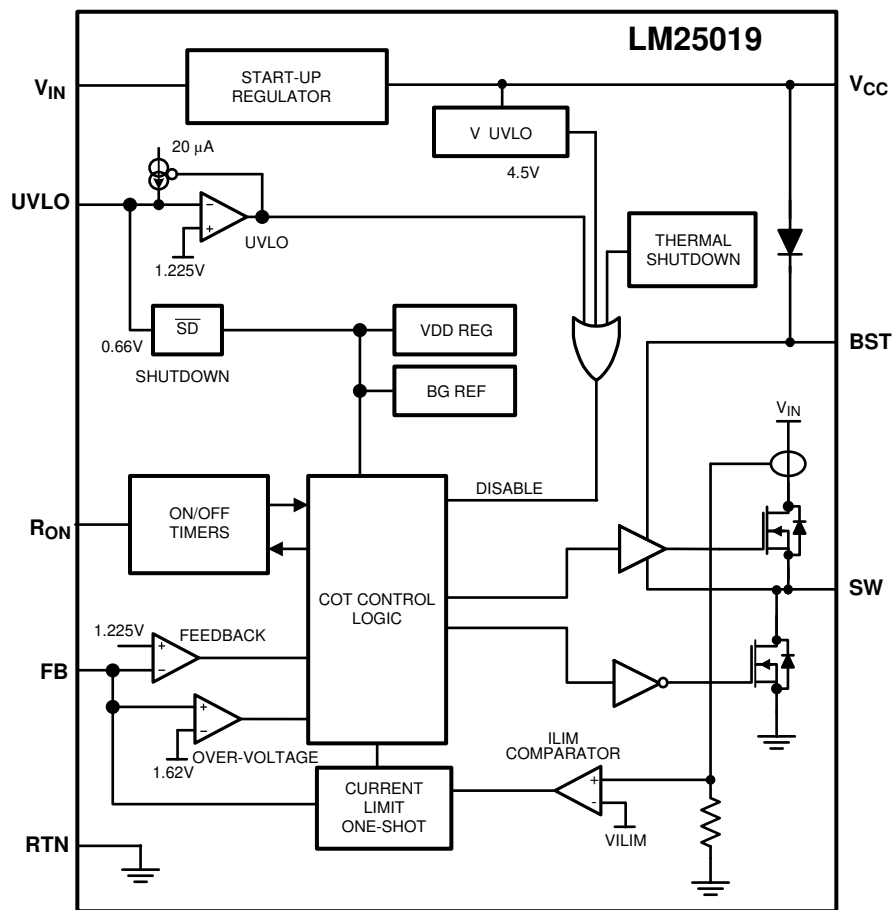 LM25019
VIN
START-UP
REGULATOR
VCC
20 µA
V UVLO
4.5V
UVLO
−
+
1.225V
UVLO
THERMAL
SHUTDOWN
0.66V
SD
SHUTDOWN
VDD REG
BG REF
BST
VIN
DISABLE
RON
ON/OFF
TIMERS
COT CONTROL
LOGIC
SW
1.225V
FEEDBACK
+
−
FB
+
−
OVER-VOLTAGE
1.62V
ILIM
COMPARATOR
+
-
VILIM
CURRENT
LIMIT
ONE-SHOT
RTN